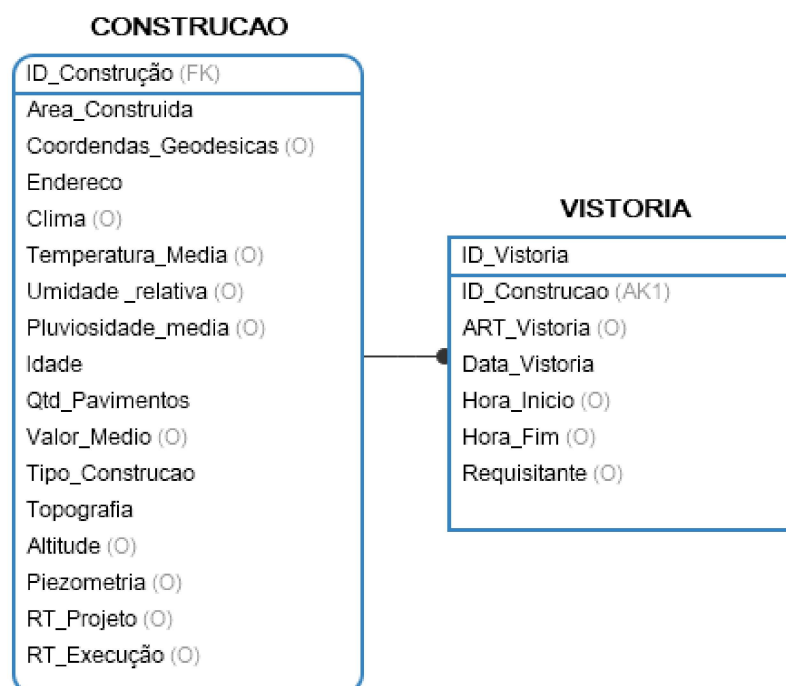 CONSTRUCAO
ID_Construção (FK)
Area_Construida
Coordendas_Geodesicas (O)
Endereco
Clima (O)
Temperatura_Media (O)
Umidade _relativa (O)
Pluviosidade_media (O)
Idade
Qtd_Pavimentos
Valor_Medio (O)
Tipo_Construcao
Topografia
Altitude (O)
Piezometria (O)
RT_Projeto (O)
RT_Execução (O)
VISTORIA
ID_Vistoria
ID_Construcao (AK1)
ART_Vistoria (O)
Data_Vistoria
Hora_Inicio (O)
Hora_Fim (O)
Requisitante (O)